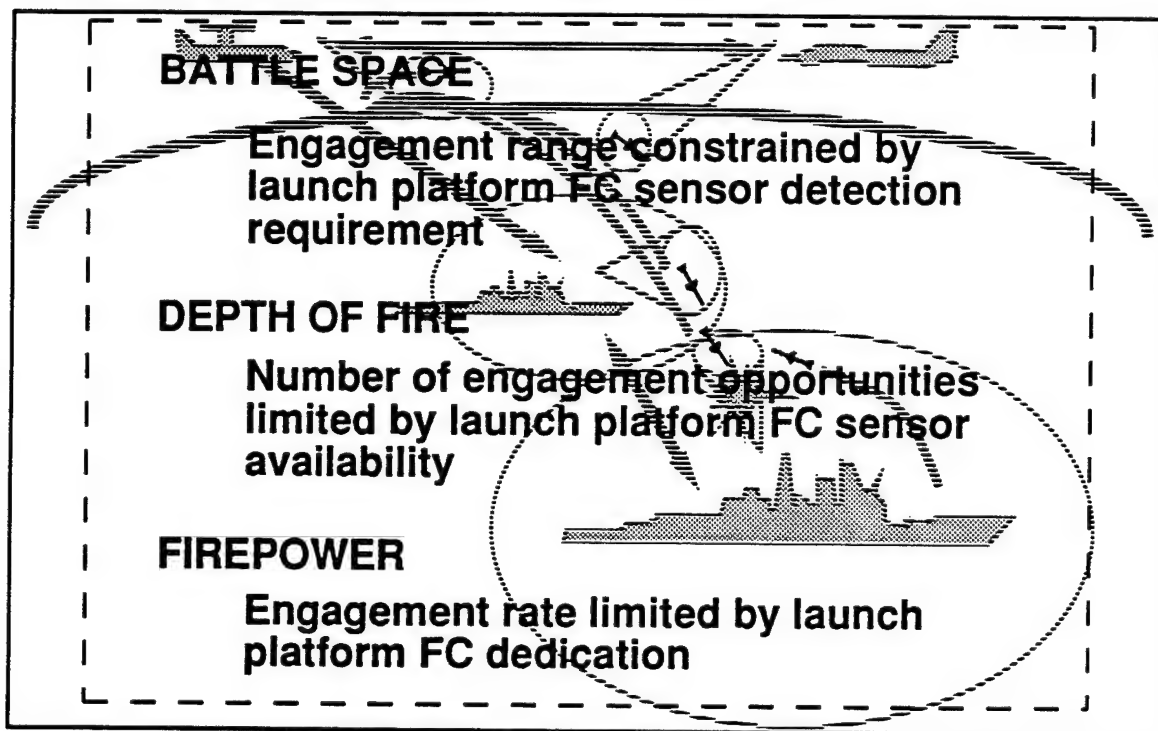 BATTLE SPACE
Engagement range constrained by
launch platform FC sensor detection
requirement
DEPTH OF FIRE
Number of engagement opportunities
limited by launch platform FC sensor
availability
FIREPOWER
Engagement rate limited by launch
platform FC dedication